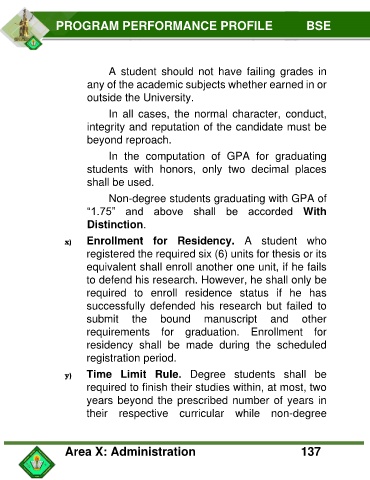 PROGRAM PERFORMANCE PROFILE BSE
A student should not have failing grades in
any of the academic subjects whether earned in or
outside the University.
In all cases, the normal character, conduct,
integrity and reputation of the candidate must be
beyond reproach.
In the computation of GPA for graduating
students with honors, only two decimal places
shall be used.
Non-degree students graduating with GPA of
“1.75” and above shall be accorded With
Distinction.
x) Enrollment for Residency. A student who
registered the required six (6) units for thesis or its
equivalent shall enroll another one unit, if he fails
to defend his research. However, he shall only be
required to enroll residence status if he has
successfully defended his research but failed to
submit the bound manuscript and other
requirements for graduation. Enrollment for
residency shall be made during the scheduled
registration period.
y) Time Limit Rule. Degree students shall be
required to finish their studies within, at most, two
years beyond the prescribed number of years in
their respective curricular while non-degree
Area X: Administration 137